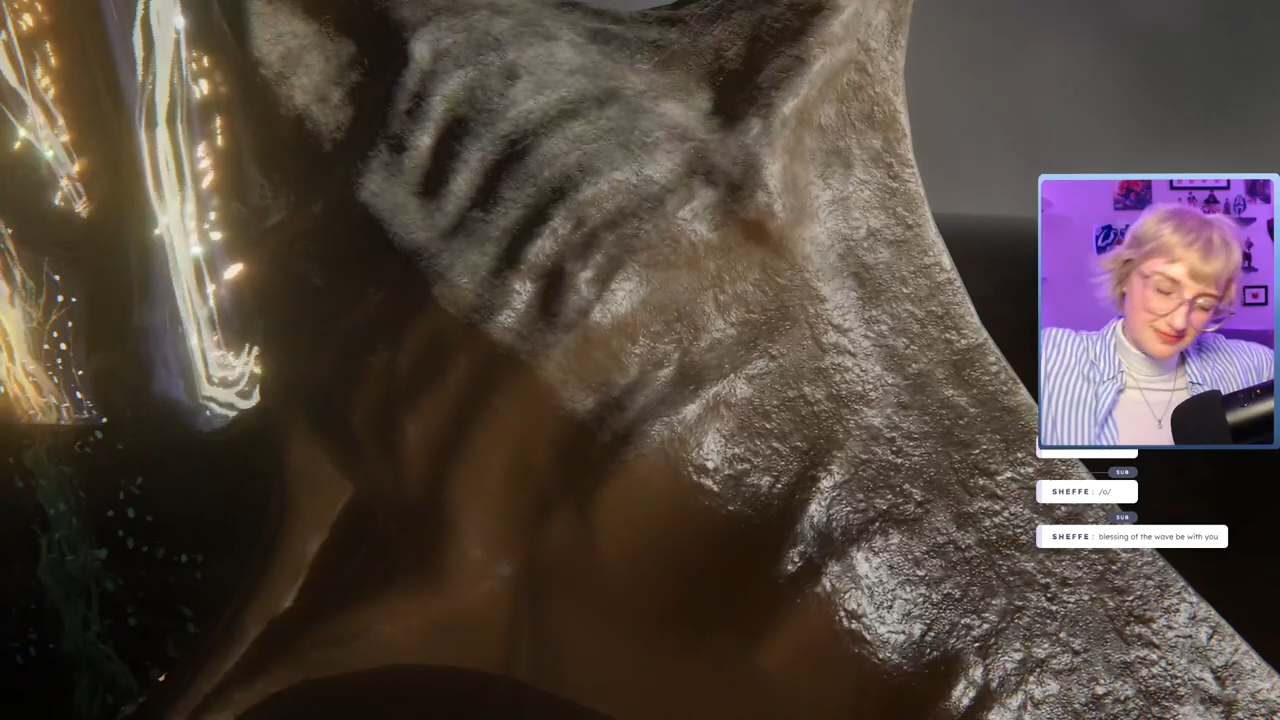 SUB
SHEFFE : /o/
SUB
SHEFFE : blessing of the wave be with you